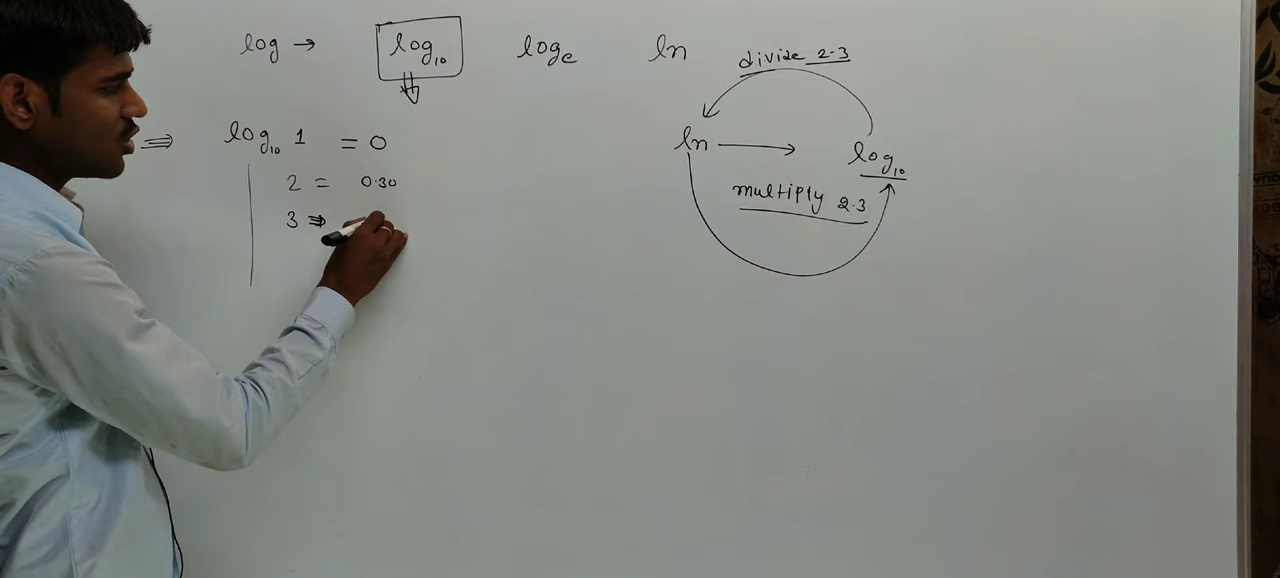 log → log₁₀ logₑ ln
divide 2.3
⇒ log₁₀ 1 = 0
ln → log₁₀
2 = 0.30
multiply 2.3
3 ⇒